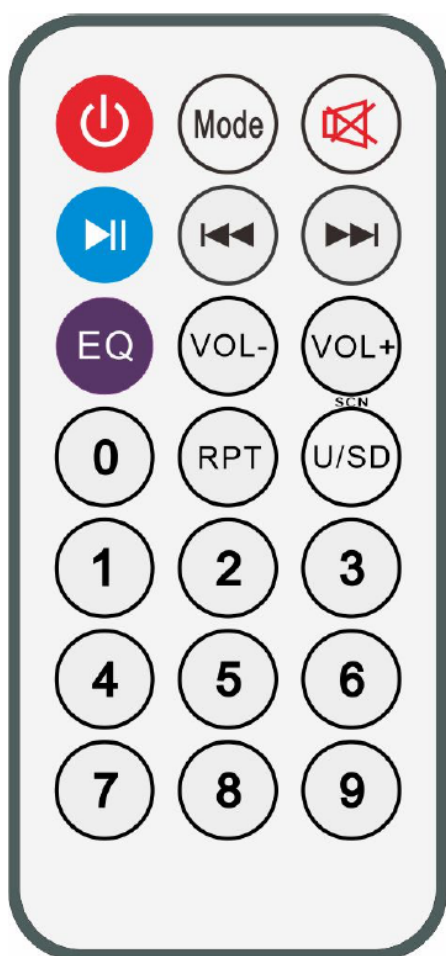 Mode
EQ VOL- VOL+
SCN
0 RPT U/SD
1 2 3
4 5 6
7 8 9